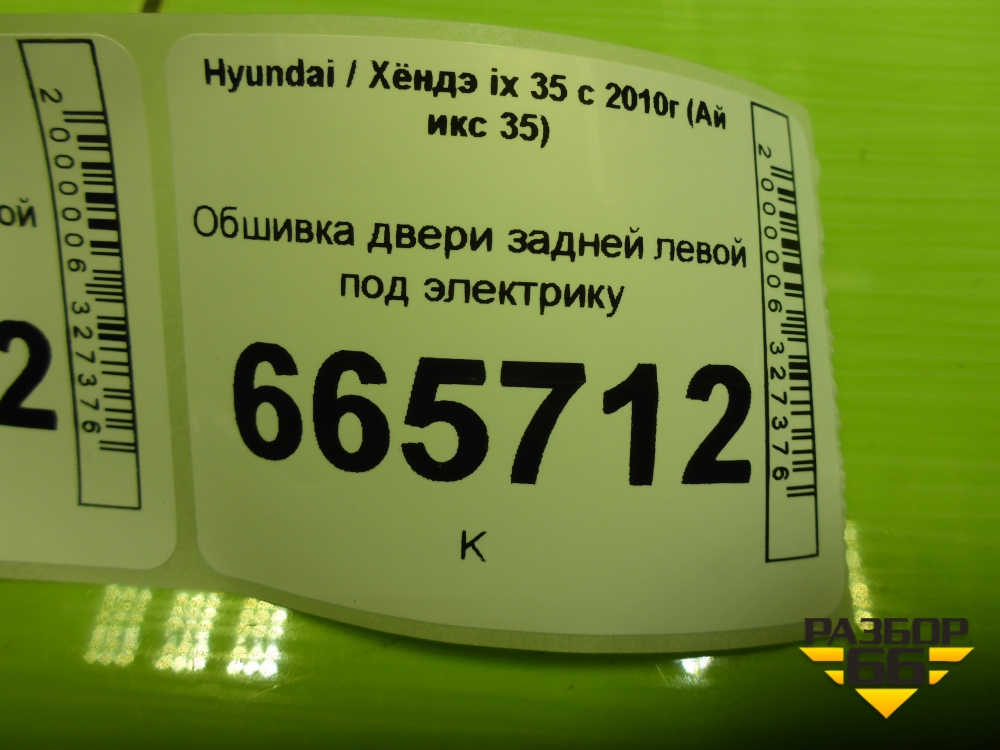 ой
2
2000006327376
Hyundai / Хёндэ ix 35 с 2010г (Ай
икс 35)
Обшивка двери задней левой
под электрику
665712
К
2000006327376
РАЗБОР
66